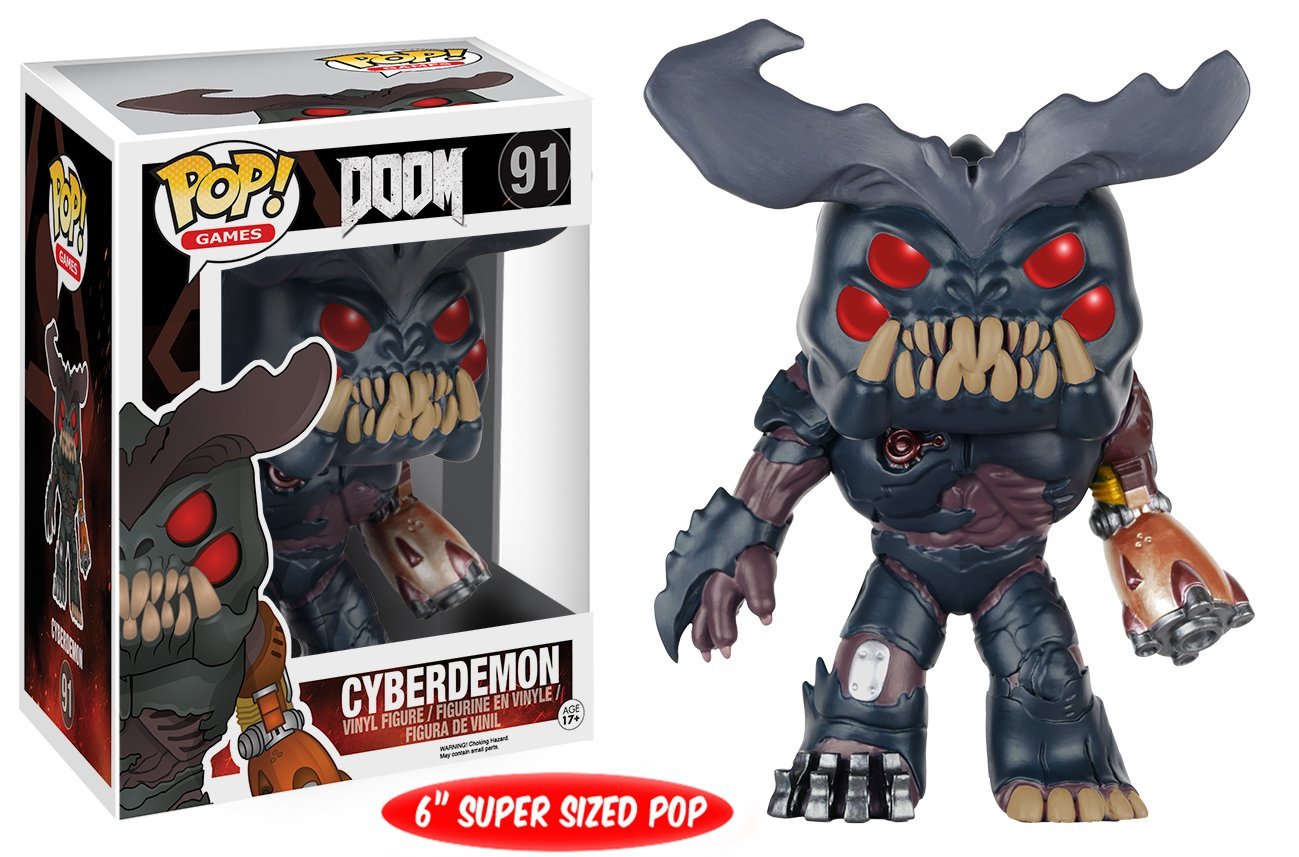 POP!
GAMES
POP!
GAMES
DOOM
91
POP!
GAMES
CYBERDEMON
91
CYBERDEMON
VINYL FIGURE / FIGURINE EN VINYLE /
FIGURA DE VINIL
AGE
17+
WARNING! Choking Hazard.
May contain small parts.
6" SUPER SIZED POP